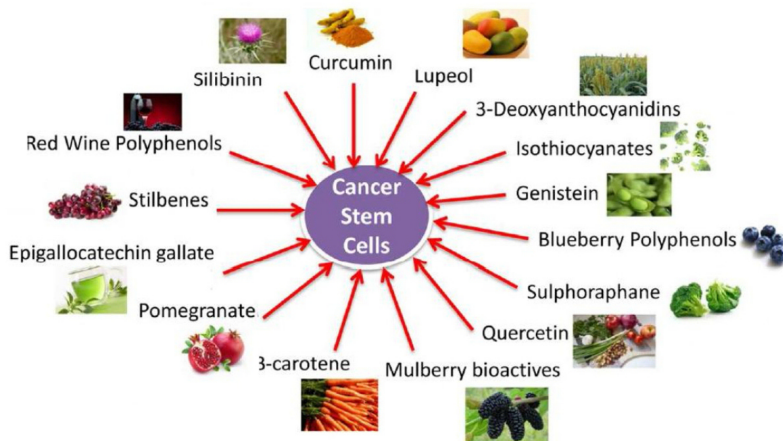 Curcumin
Silibinin
Lupeol
3-Deoxyanthocyanidins
Red Wine Polyphenols
Isothiocyanates
Cancer
Stem
Cells
Stilbenes
Genistein
Blueberry Polyphenols
Epigallocatechin gallate
Sulphoraphane
Pomegranate
Quercetin
3-carotene
Mulberry bioactives